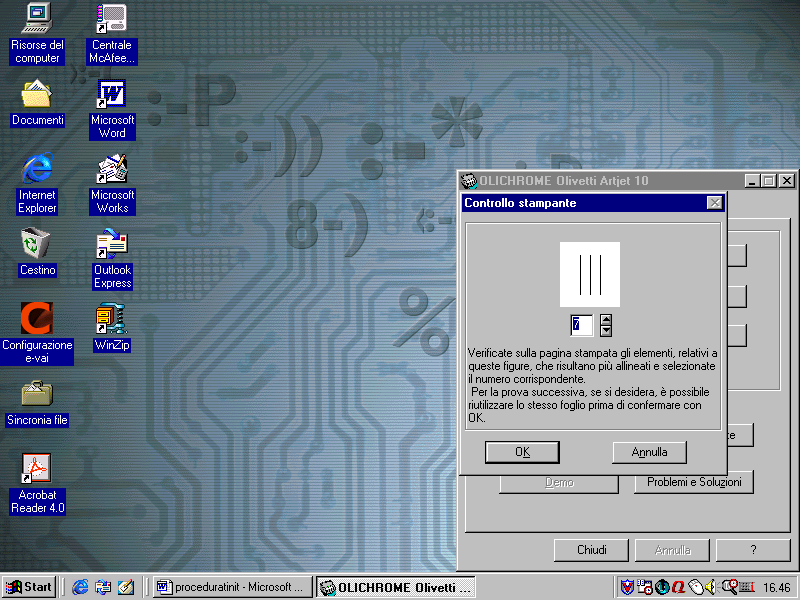 Risorse del
computer
Centrale
McAfee...
Documenti
Microsoft
Word
Internet
Explorer
Microsoft
Works
Cestino
Outlook
Express
Configurazione
e-vai
WinZip
Sincronia file
Acrobat
Reader 4.0
:-P
:-))
:-*
8-)
%
OLICHROME Olivetti Artjet 10
Controllo stampante
7
Verificate sulla pagina stampata gli elementi, relativi a
queste figure, che risultano più allineati e selezionate
il numero corrispondente.
Per la prova successiva, se si desidera, è possibile
riutilizzare lo stesso foglio prima di confermare con
OK.
OK
Annulla
Demo
Problemi e Soluzioni
Chiudi
Annulla
?
Start
proceduratinit - Microsoft ...
OLICHROME Olivetti ...
16.46